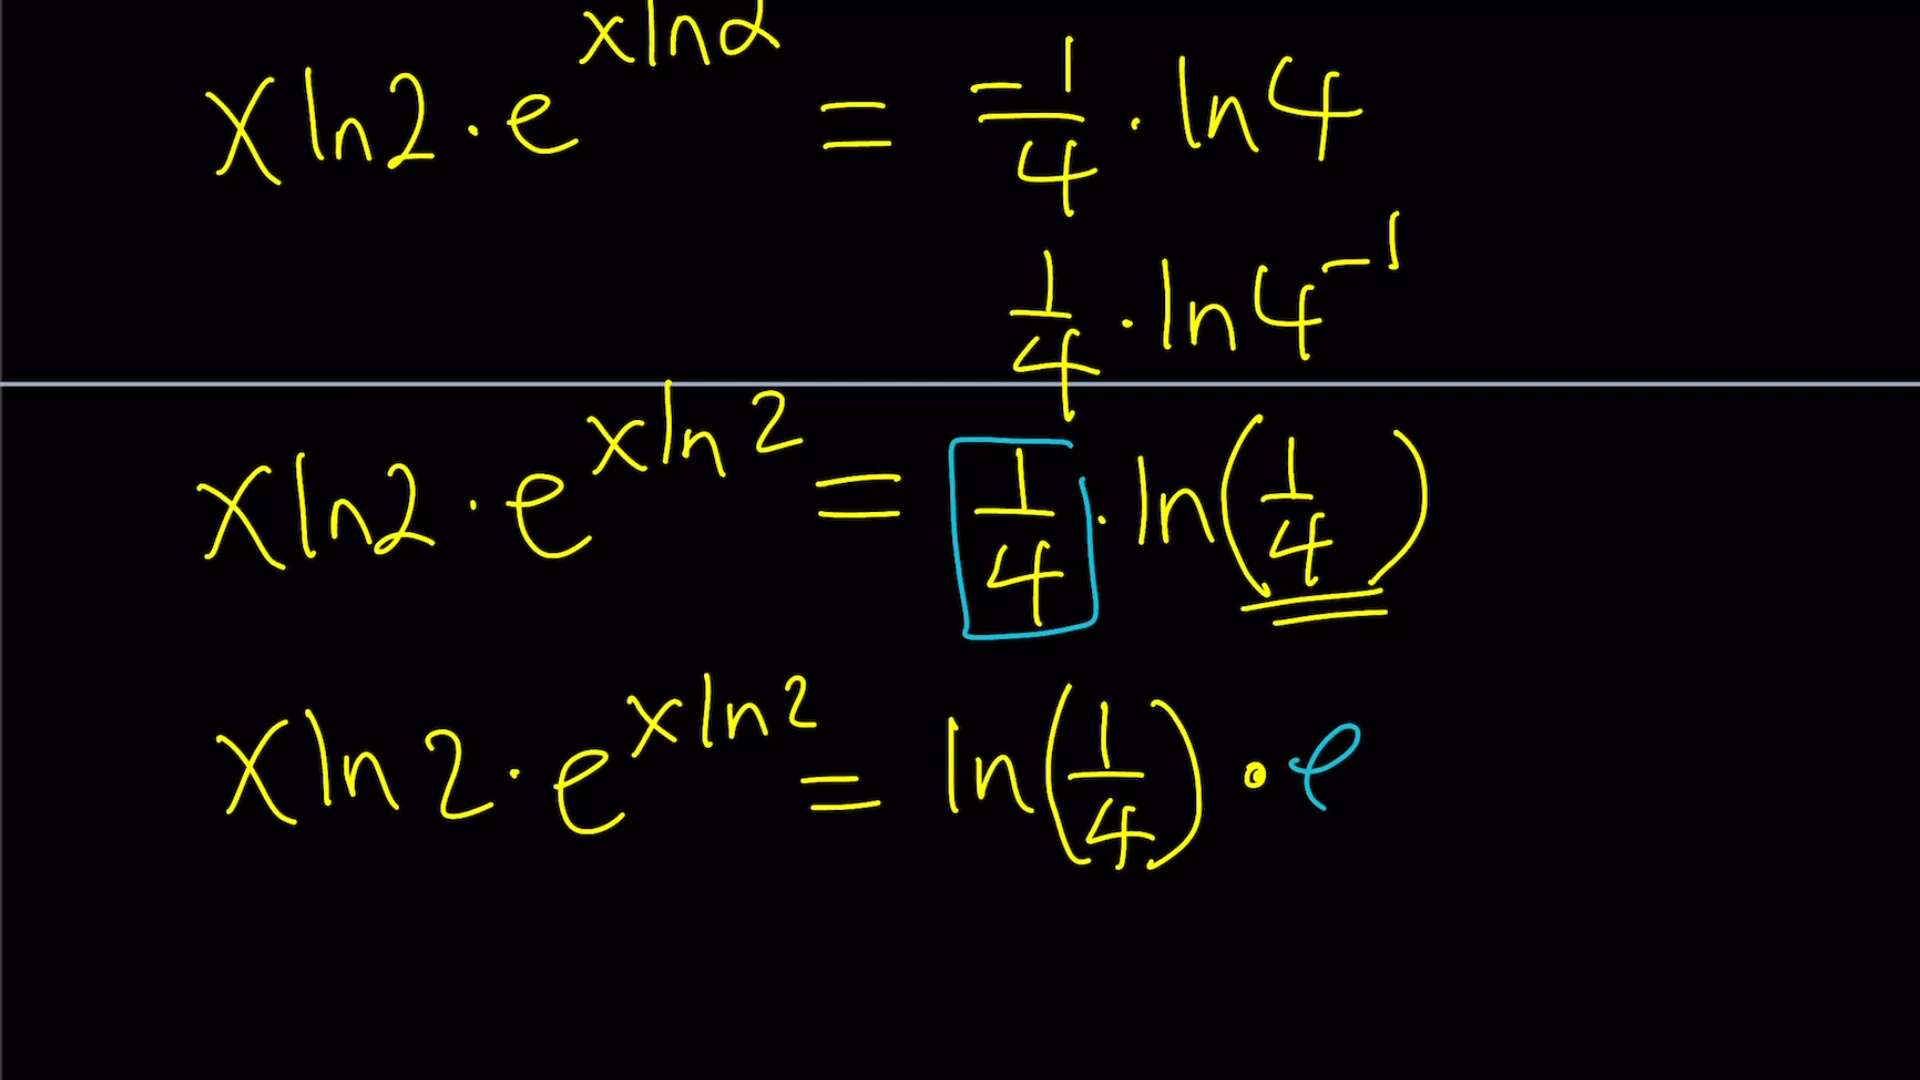 x ln2 · e^(x ln2) = -1/4 · ln4
1/4 · ln4^(-1)
x ln2 · e^(x ln2) = 1/4 · ln(1/4)
x ln2 · e^(x ln2) = ln(1/4) · e